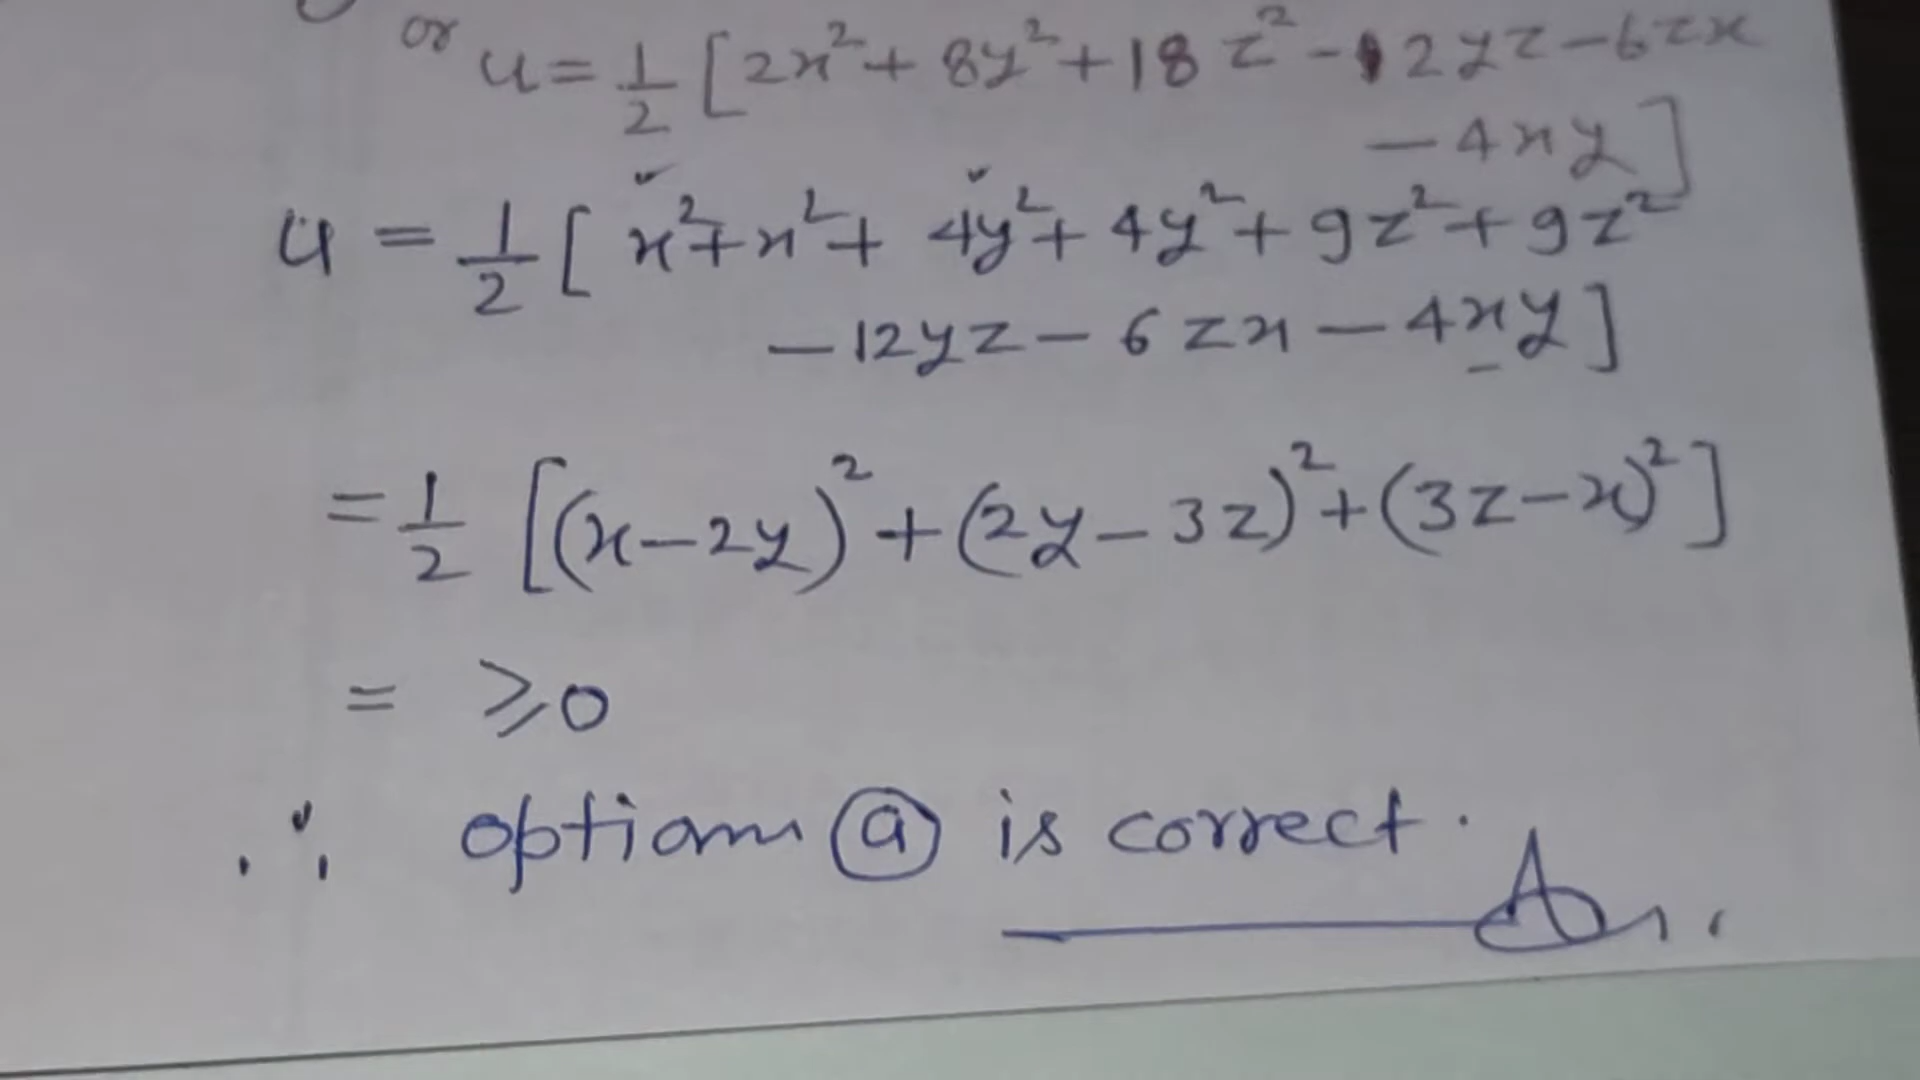 or u = 1/2 [2x² + 8y² + 18z² - 12yz - 6zx
- 4xy]
u = 1/2 [x² + x² + 4y² + 4y² + 9z² + 9z²
- 12yz - 6zx - 4xy]
= 1/2 [(x - 2y)² + (2y - 3z)² + (3z - x)²]
= ≥ 0
∴ option (a) is correct.